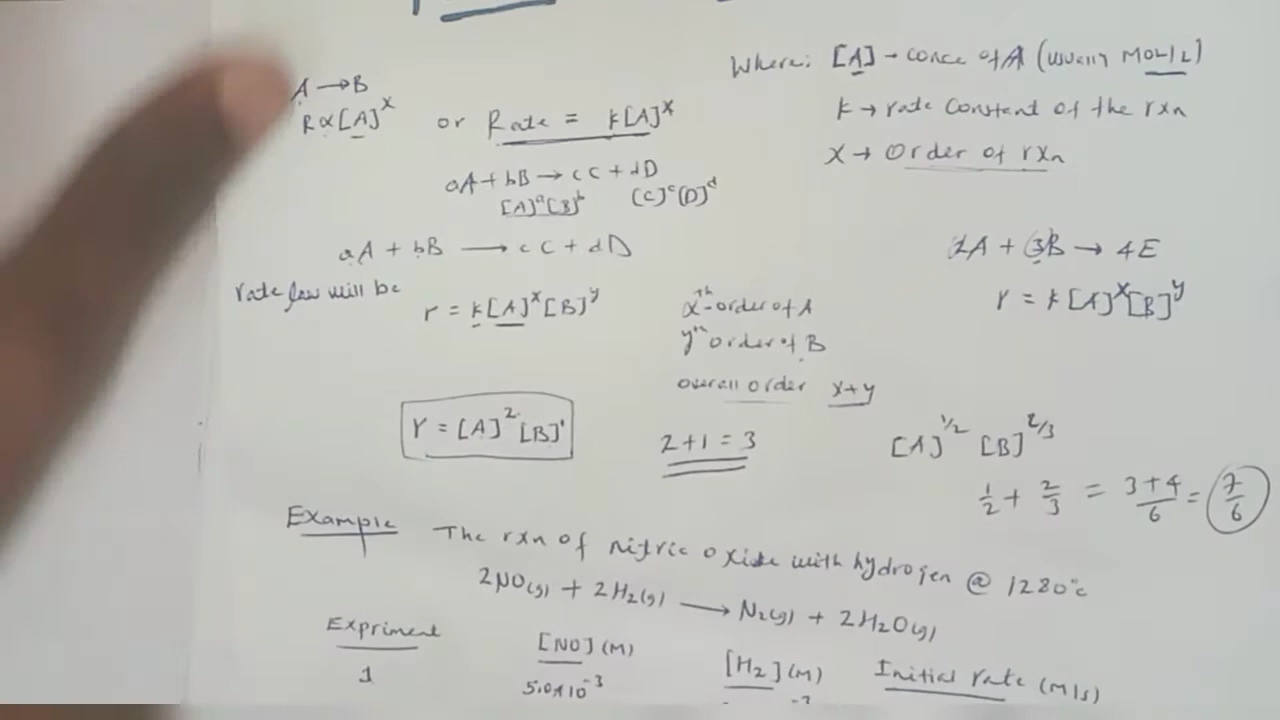 A → B
R ∝ [A]^x or Rate = k[A]^x
Where: [A] → conce of A (usually MOL/L)
k → rate constant of the rxn
x → Order of rxn
aA + bB → cC + dD
[A]^a [B]^b [C]^c (D]^d
aA + bB → cC + dD
rate law will be
r = k[A]^x [B]^y
x^th order of A
y^th order of B
overall order x+y
2A + 3B → 4E
r = k [A]^x [B]^y
r = [A]^2 [B]^1
2 + 1 = 3
[A]^1/2 [B]^2/3
1/2 + 2/3 = 3+4/6 = 7/6
Example The rxn of nitric oxide with hydrogen @ 1280°c
2NO(g) + 2H2(g) → N2(g) + 2H2O(g)
Expriment [NO] (M) [H2] (M) Initial rate (M/s)
1 5.0x10^-3